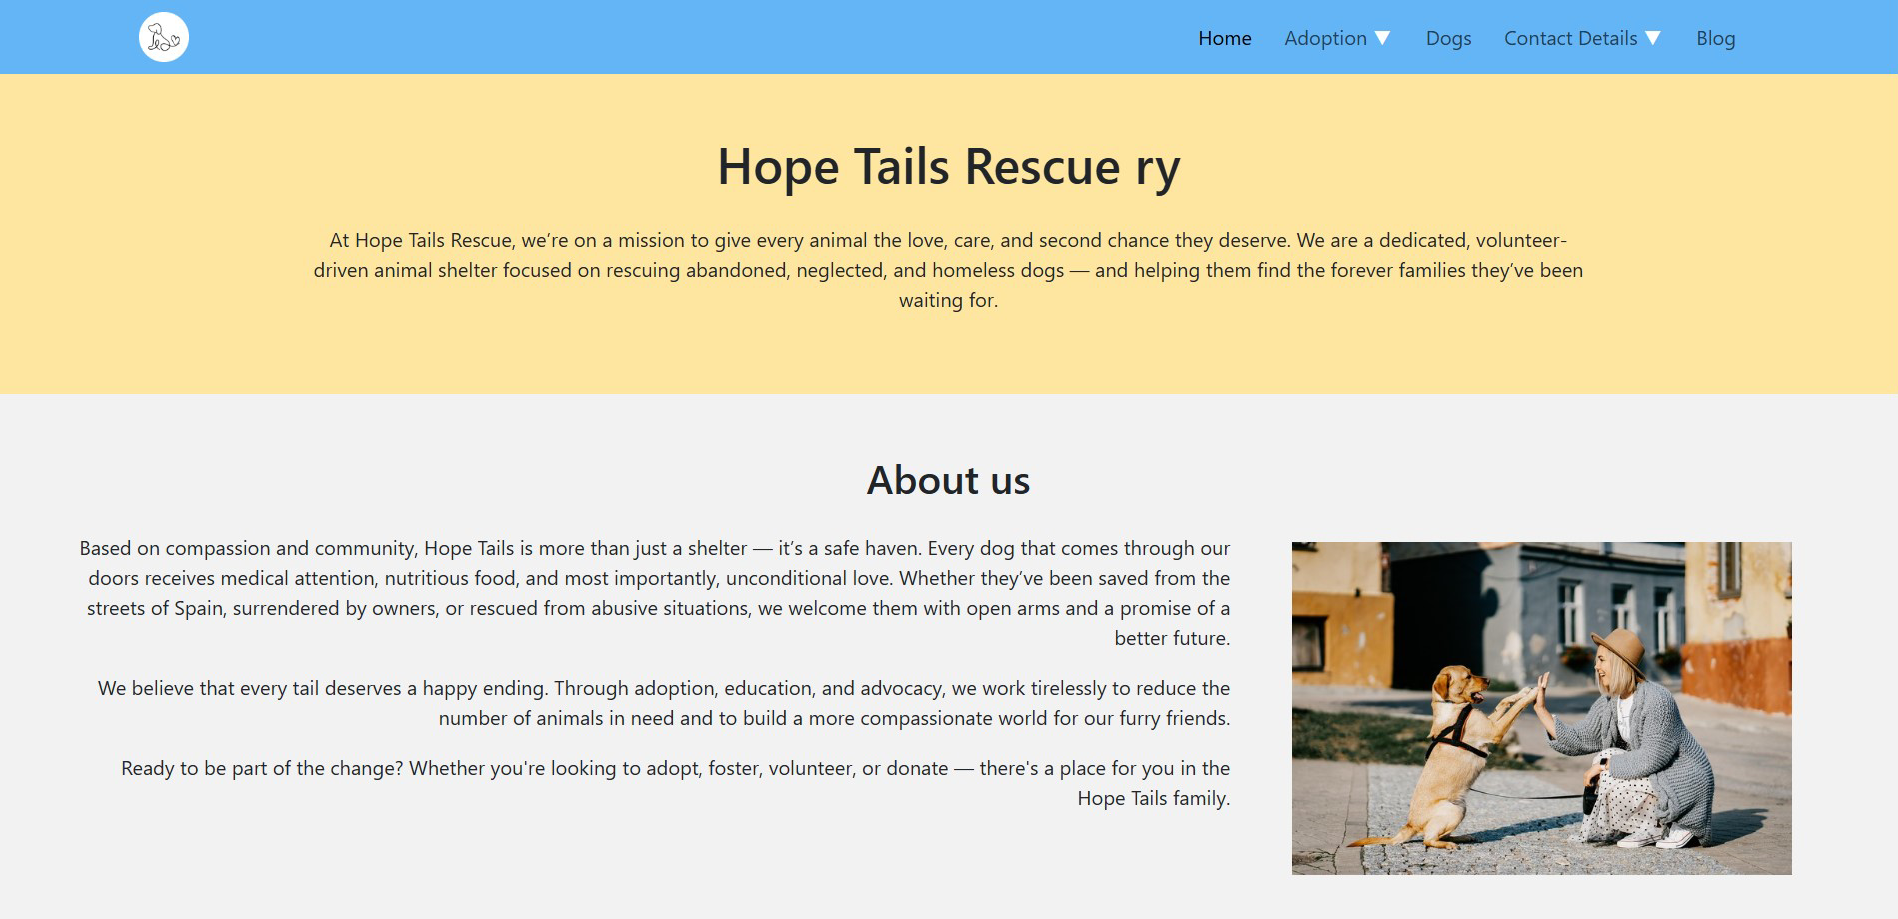 Home Adoption ▼ Dogs Contact Details ▼ Blog
Hope Tails Rescue ry
At Hope Tails Rescue, we’re on a mission to give every animal the love, care, and second chance they deserve. We are a dedicated, volunteer-
driven animal shelter focused on rescuing abandoned, neglected, and homeless dogs — and helping them find the forever families they’ve been
waiting for.
About us
Based on compassion and community, Hope Tails is more than just a shelter — it’s a safe haven. Every dog that comes through our
doors receives medical attention, nutritious food, and most importantly, unconditional love. Whether they’ve been saved from the
streets of Spain, surrendered by owners, or rescued from abusive situations, we welcome them with open arms and a promise of a
better future.
We believe that every tail deserves a happy ending. Through adoption, education, and advocacy, we work tirelessly to reduce the
number of animals in need and to build a more compassionate world for our furry friends.
Ready to be part of the change? Whether you're looking to adopt, foster, volunteer, or donate — there's a place for you in the
Hope Tails family.